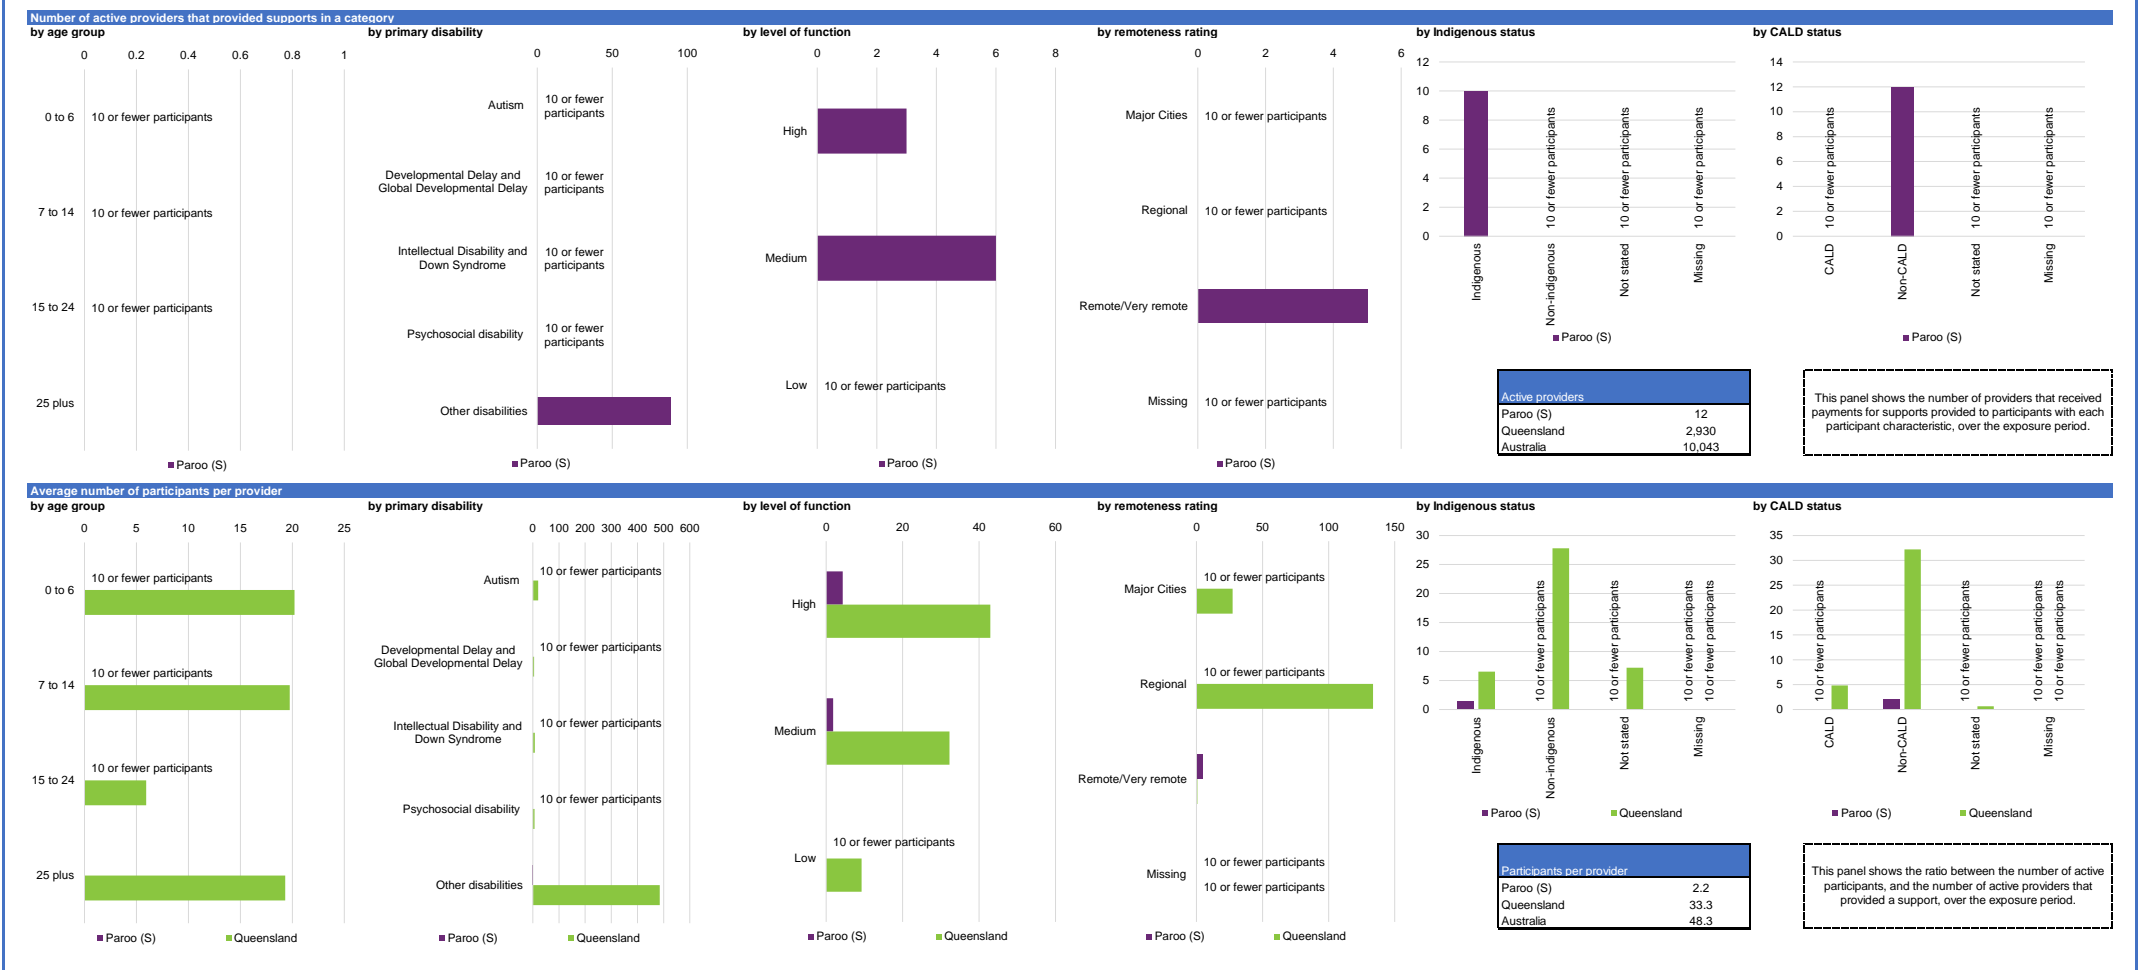 Number of active providers that provided supports in a category
by age group
0 0.2 0.4 0.6 0.8 1
0 to 6
10 or fewer participants
7 to 14
10 or fewer participants
15 to 24
10 or fewer participants
25 plus
Paroo (S)
by primary disability
0 50 100
Autism
10 or fewer
participants
Developmental Delay and
Global Developmental Delay
10 or fewer
participants
Intellectual Disability and
Down Syndrome
10 or fewer
participants
Psychosocial disability
10 or fewer
participants
Other disabilities
Paroo (S)
by level of function
0 2 4 6 8
High
Medium
Low
10 or fewer participants
Paroo (S)
by remoteness rating
0 2 4 6
Major Cities
10 or fewer participants
Regional
10 or fewer participants
Remote/Very remote
Missing
10 or fewer participants
Paroo (S)
by Indigenous status
12
10
8
6
4
2
0
10 or fewer participants
10 or fewer participants
10 or fewer participants
Indigenous
Non-indigenous
Not stated
Missing
Paroo (S)
by CALD status
14
12
10
8
6
4
2
0
10 or fewer participants
10 or fewer participants
10 or fewer participants
CALD
Non-CALD
Not stated
Missing
Paroo (S)
Active providers
Paroo (S) 12
Queensland 2,930
Australia 10,043
This panel shows the number of providers that received
payments for supports provided to participants with each
participant characteristic, over the exposure period.
Average number of participants per provider
by age group
0 5 10 15 20 25
0 to 6
10 or fewer participants
7 to 14
10 or fewer participants
15 to 24
10 or fewer participants
25 plus
Paroo (S) Queensland
by primary disability
0 100 200 300 400 500 600
Autism
10 or fewer participants
Developmental Delay and
Global Developmental Delay
10 or fewer participants
Intellectual Disability and
Down Syndrome
10 or fewer participants
Psychosocial disability
10 or fewer participants
Other disabilities
Paroo (S) Queensland
by level of function
0 20 40 60
High
Medium
Low
10 or fewer participants
Paroo (S) Queensland
by remoteness rating
0 50 100 150
Major Cities
10 or fewer participants
Regional
10 or fewer participants
Remote/Very remote
Missing
10 or fewer participants
10 or fewer participants
Paroo (S) Queensland
by Indigenous status
30
25
20
15
10
5
0
10 or fewer participants
10 or fewer participants
10 or fewer participants
10 or fewer participants
Indigenous
Non-indigenous
Not stated
Missing
Paroo (S) Queensland
by CALD status
35
30
25
20
15
10
5
0
10 or fewer participants
10 or fewer participants
10 or fewer participants
10 or fewer participants
CALD
Non-CALD
Not stated
Missing
Paroo (S) Queensland
Participants per provider
Paroo (S) 2.2
Queensland 33.3
Australia 48.3
This panel shows the ratio between the number of active
participants, and the number of active providers that
provided a support, over the exposure period.